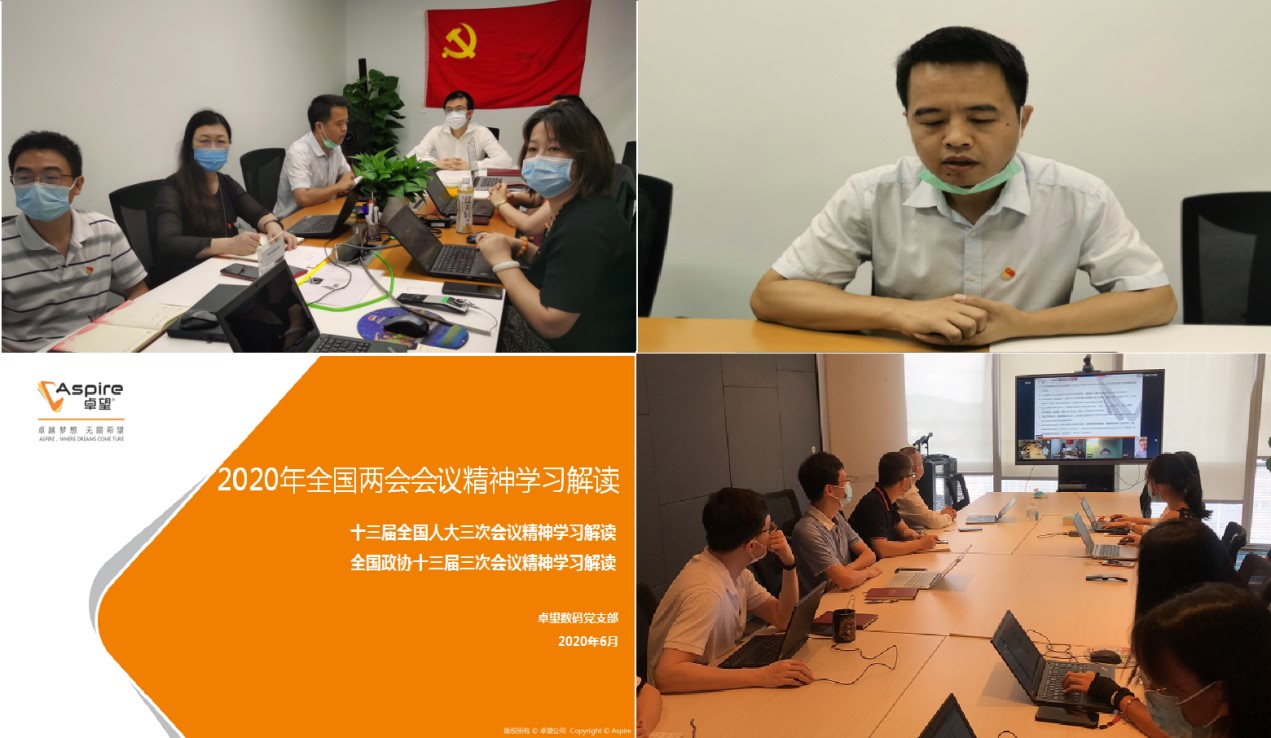 Aspire
卓望®
卓越梦想 无限希望
ASPIRE , WHERE DREAMS COME TURE
2020年全国两会会议精神学习解读
十三届全国人大三次会议精神学习解读
全国政协十三届三次会议精神学习解读
卓望数码党支部
2020年6月
版权所有 © 卓望公司 Copyright © Aspire